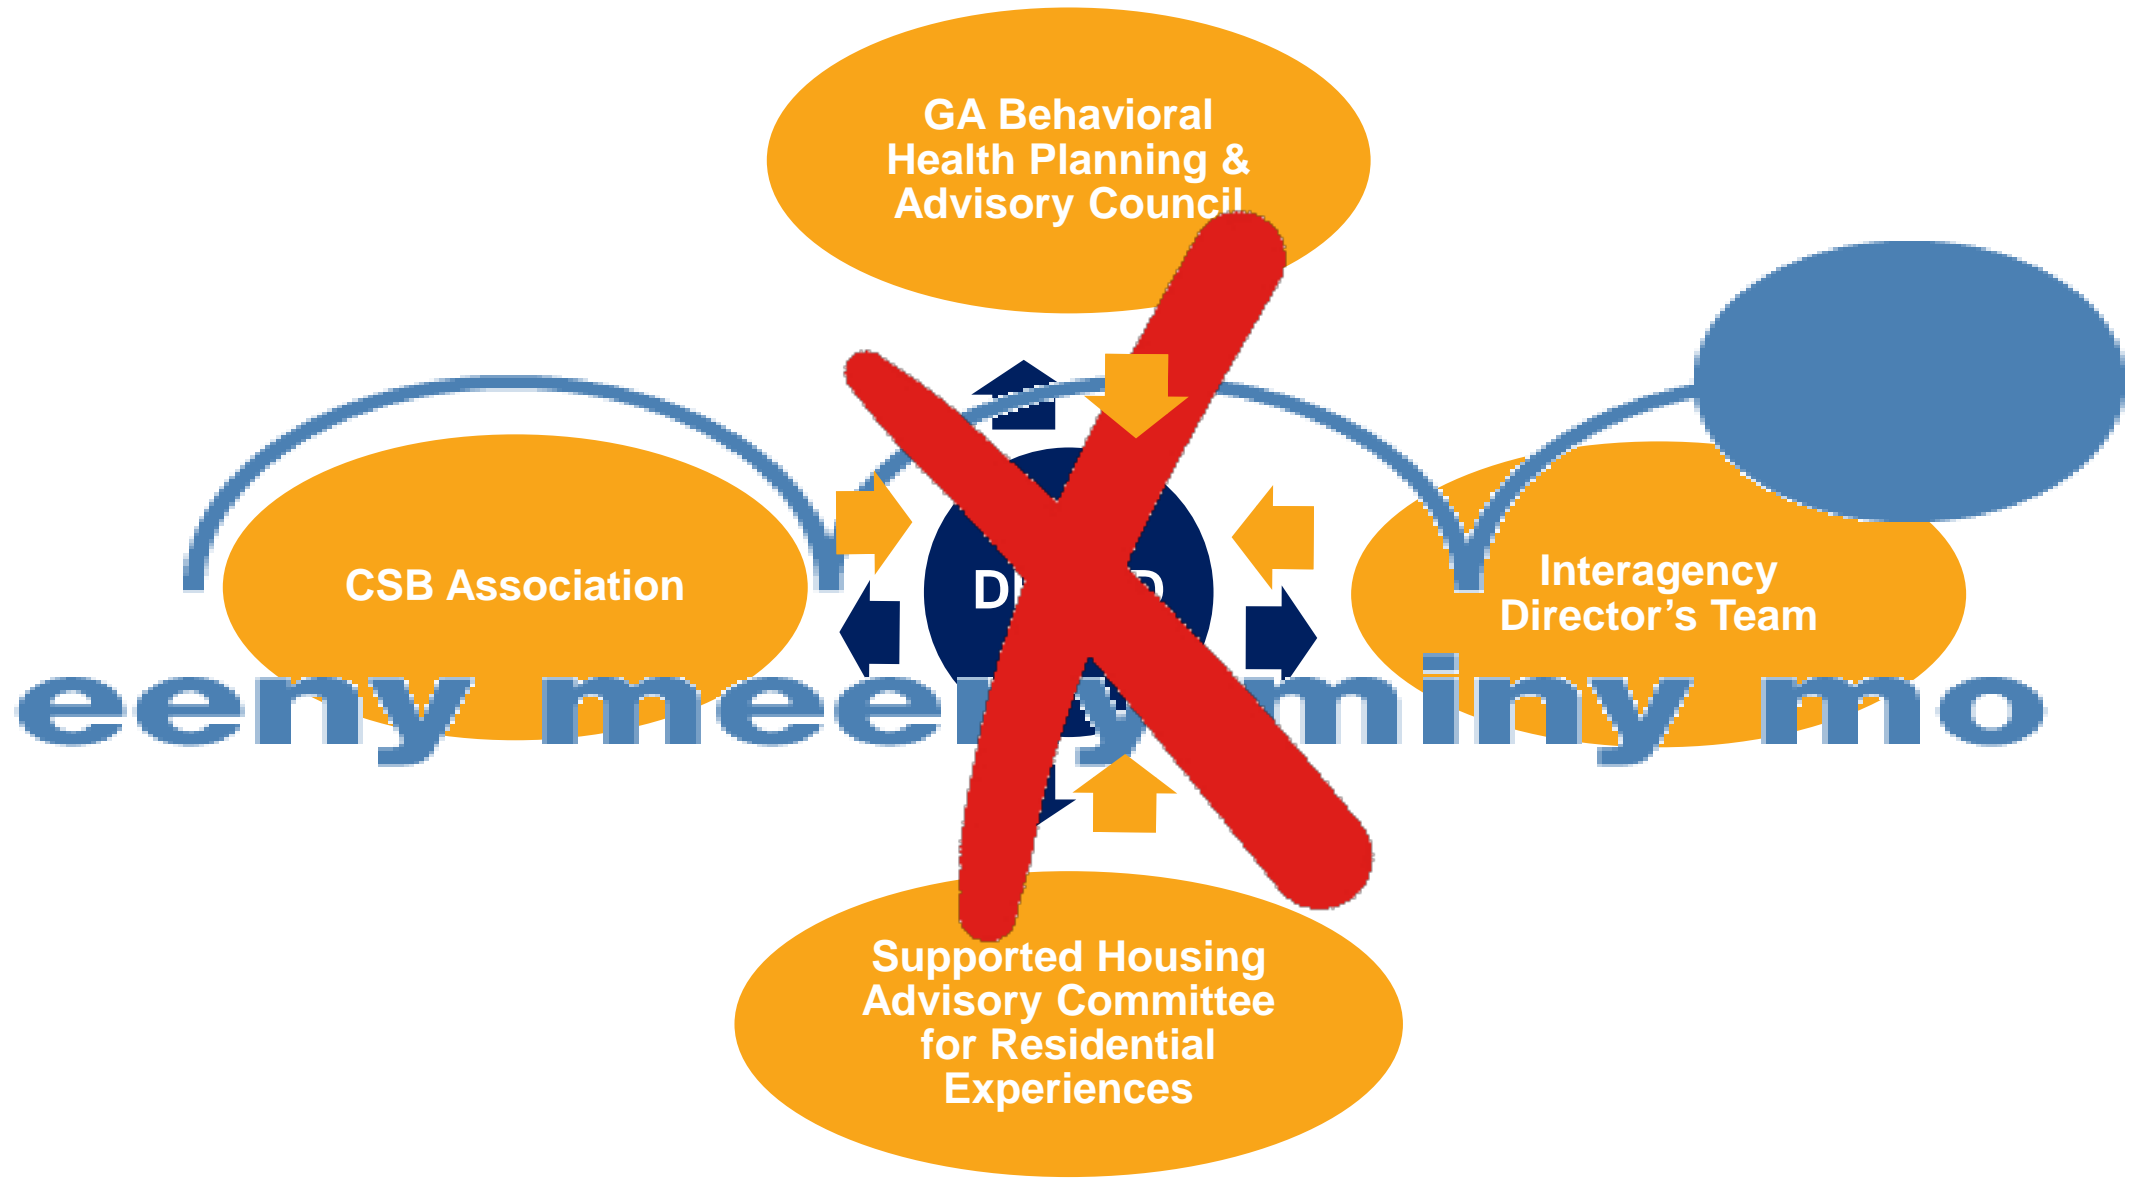 GA Behavioral
Health Planning &
Advisory Council
CSB Association
Interagency
Director’s Team
eeny meeny miny mo
Supported Housing
Advisory Committee
for Residential
Experiences